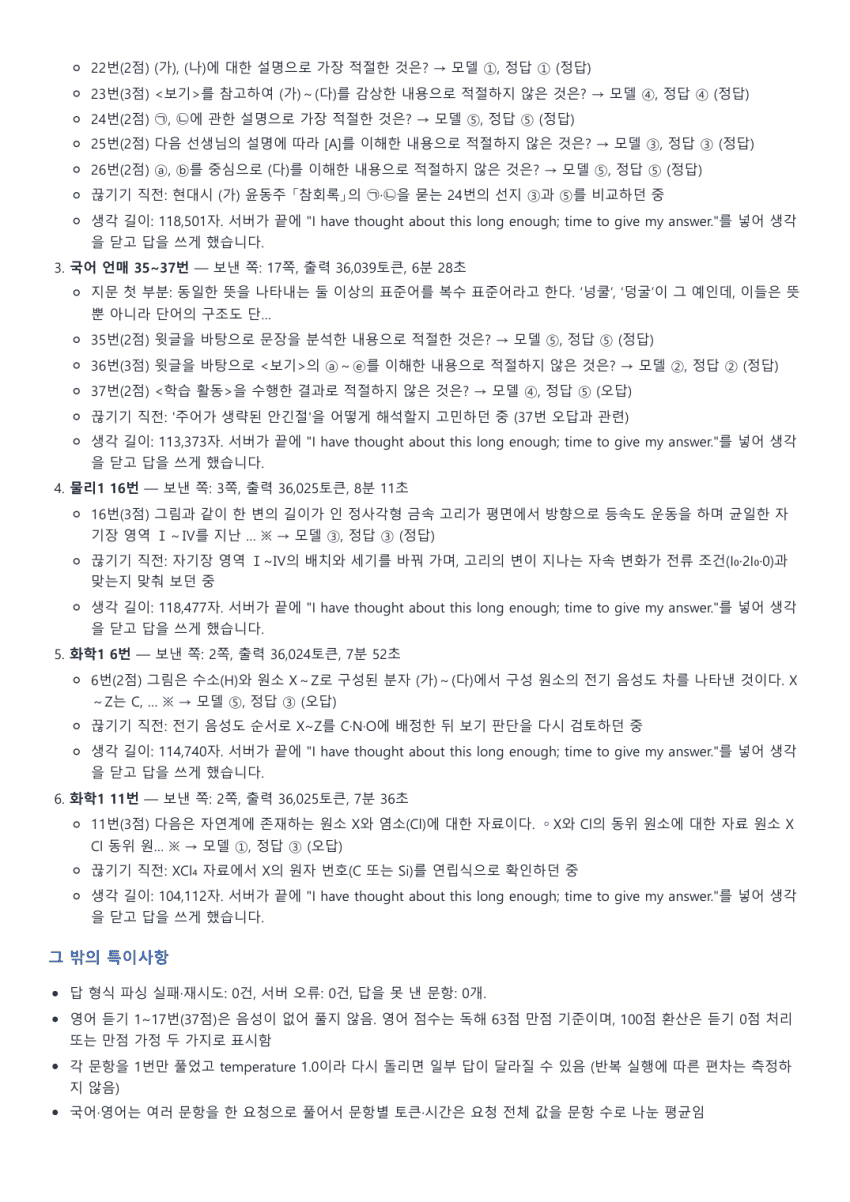 ○ 22번(2점) (가), (나)에 대한 설명으로 가장 적절한 것은? → 모델 ①, 정답 ① (정답)
○ 23번(3점) <보기>를 참고하여 (가)~(다)를 감상한 내용으로 적절하지 않은 것은? → 모델 ④, 정답 ④ (정답)
○ 24번(2점) ㉠, ㉡에 관한 설명으로 가장 적절한 것은? → 모델 ⑤, 정답 ⑤ (정답)
○ 25번(2점) 다음 선생님의 설명에 따라 [A]를 이해한 내용으로 적절하지 않은 것은? → 모델 ③, 정답 ③ (정답)
○ 26번(2점) ⓐ, ⓑ를 중심으로 (다)를 이해한 내용으로 적절하지 않은 것은? → 모델 ⑤, 정답 ⑤ (정답)
○ 끊기기 직전: 현대시 (가) 윤동주 「참회록」의 ㉠·㉡을 묻는 24번의 선지 ③과 ⑤를 비교하던 중
○ 생각 길이: 118,501자. 서버가 끝에 "I have thought about this long enough; time to give my answer."를 넣어 생각
을 닫고 답을 쓰게 했습니다.
3. 국어 언매 35~37번 — 보낸 쪽: 17쪽, 출력 36,039토큰, 6분 28초
○ 지문 첫 부분: 동일한 뜻을 나타내는 둘 이상의 표준어를 복수 표준어라고 한다. ‘넝쿨’, ‘덩굴’이 그 예인데, 이들은 뜻
뿐 아니라 단어의 구조도 단...
○ 35번(2점) 윗글을 바탕으로 문장을 분석한 내용으로 적절한 것은? → 모델 ⑤, 정답 ⑤ (정답)
○ 36번(3점) 윗글을 바탕으로 <보기>의 ⓐ~ⓔ를 이해한 내용으로 적절하지 않은 것은? → 모델 ②, 정답 ② (정답)
○ 37번(2점) <학습 활동>을 수행한 결과로 적절하지 않은 것은? → 모델 ④, 정답 ⑤ (오답)
○ 끊기기 직전: '주어가 생략된 안긴절'을 어떻게 해석할지 고민하던 중 (37번 오답과 관련)
○ 생각 길이: 113,373자. 서버가 끝에 "I have thought about this long enough; time to give my answer."를 넣어 생각
을 닫고 답을 쓰게 했습니다.
4. 물리1 16번 — 보낸 쪽: 3쪽, 출력 36,025토큰, 8분 11초
○ 16번(3점) 그림과 같이 한 변의 길이가 인 정사각형 금속 고리가 평면에서 방향으로 등속도 운동을 하며 균일한 자
기장 영역 Ⅰ~Ⅳ를 지난 ... ※ → 모델 ③, 정답 ③ (정답)
○ 끊기기 직전: 자기장 영역 Ⅰ~Ⅳ의 배치와 세기를 바꿔 가며, 고리의 변이 지나는 자속 변화가 전류 조건(I₀·2I₀·0)과
맞는지 맞춰 보던 중
○ 생각 길이: 118,477자. 서버가 끝에 "I have thought about this long enough; time to give my answer."를 넣어 생각
을 닫고 답을 쓰게 했습니다.
5. 화학1 6번 — 보낸 쪽: 2쪽, 출력 36,024토큰, 7분 52초
○ 6번(2점) 그림은 수소(H)와 원소 X~Z로 구성된 분자 (가)~(다)에서 구성 원소의 전기 음성도 차를 나타낸 것이다. X
~Z는 C, ... ※ → 모델 ⑤, 정답 ③ (오답)
○ 끊기기 직전: 전기 음성도 순서로 X~Z를 C·N·O에 배정한 뒤 보기 판단을 다시 검토하던 중
○ 생각 길이: 114,740자. 서버가 끝에 "I have thought about this long enough; time to give my answer."를 넣어 생각
을 닫고 답을 쓰게 했습니다.
6. 화학1 11번 — 보낸 쪽: 2쪽, 출력 36,025토큰, 7분 36초
○ 11번(3점) 다음은 자연계에 존재하는 원소 X와 염소(Cl)에 대한 자료이다. ◦X와 Cl의 동위 원소에 대한 자료 원소 X
Cl 동위 원... ※ → 모델 ①, 정답 ③ (오답)
○ 끊기기 직전: XCl₄ 자료에서 X의 원자 번호(C 또는 Si)를 연립식으로 확인하던 중
○ 생각 길이: 104,112자. 서버가 끝에 "I have thought about this long enough; time to give my answer."를 넣어 생각
을 닫고 답을 쓰게 했습니다.
그 밖의 특이사항
● 답 형식 파싱 실패·재시도: 0건, 서버 오류: 0건, 답을 못 낸 문항: 0개.
● 영어 듣기 1~17번(37점)은 음성이 없어 풀지 않음. 영어 점수는 독해 63점 만점 기준이며, 100점 환산은 듣기 0점 처리
또는 만점 가정 두 가지로 표시함
● 각 문항을 1번만 풀었고 temperature 1.0이라 다시 돌리면 일부 답이 달라질 수 있음 (반복 실행에 따른 편차는 측정하
지 않음)
● 국어·영어는 여러 문항을 한 요청으로 풀어서 문항별 토큰·시간은 요청 전체 값을 문항 수로 나눈 평균임